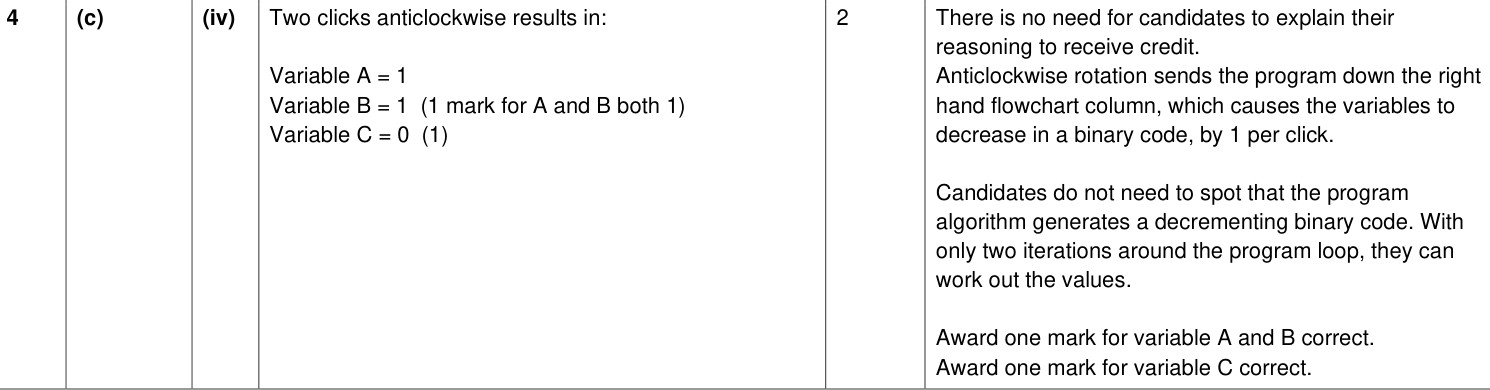 4 (c) (iv) Two clicks anticlockwise results in: 2 There is no need for candidates to explain their
reasoning to receive credit.
Variable A = 1 Anticlockwise rotation sends the program down the right
Variable B = 1 (1 mark for A and B both 1) hand flowchart column, which causes the variables to
Variable C = 0 (1) decrease in a binary code, by 1 per click.
Candidates do not need to spot that the program
algorithm generates a decrementing binary code. With
only two iterations around the program loop, they can
work out the values.
Award one mark for variable A and B correct.
Award one mark for variable C correct.